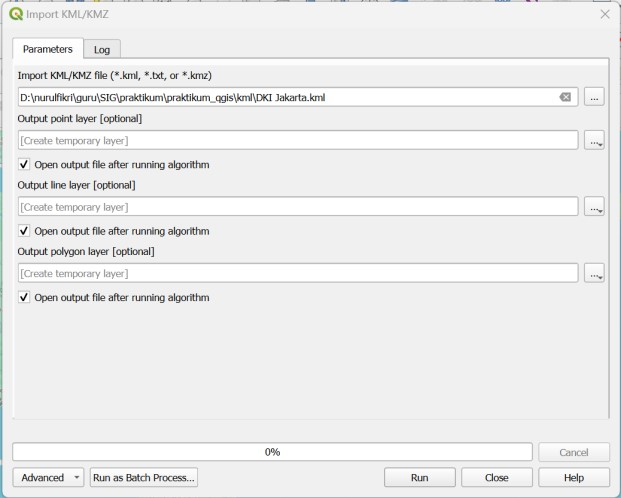 Import KML/KMZ
Parameters
Log
Import KML/KMZ file (*.kml, *.txt, or *.kmz)
D:\nurulfikri\guru\SIG\praktikum\praktikum_qgis\kml\DKI Jakarta.kml
...
Output point layer [optional]
[Create temporary layer]
...
Open output file after running algorithm
Output line layer [optional]
[Create temporary layer]
...
Open output file after running algorithm
Output polygon layer [optional]
[Create temporary layer]
...
Open output file after running algorithm
0%
Cancel
Advanced
Run as Batch Process...
Run
Close
Help